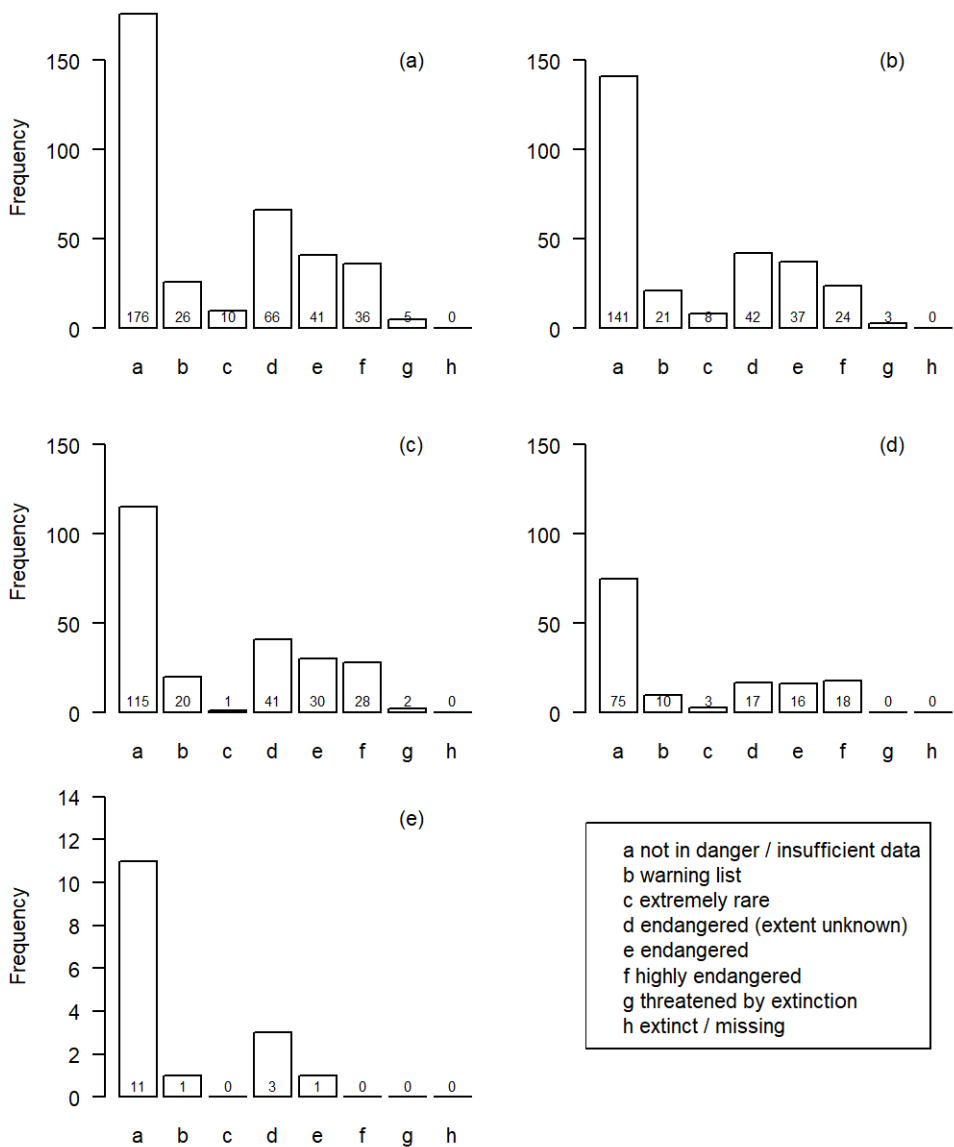 (a)
Frequency
150
100
50
0
176 26 10 66 41 36 5 0
a b c d e f g h
(b)
150
100
50
0
141 21 8 42 37 24 3 0
a b c d e f g h
(c)
Frequency
150
100
50
0
115 20 1 41 30 28 2 0
a b c d e f g h
(d)
150
100
50
0
75 10 3 17 16 18 0 0
a b c d e f g h
(e)
Frequency
14
12
10
8
6
4
2
0
11 1 0 3 1 0 0 0
a b c d e f g h
a not in danger / insufficient data
b warning list
c extremely rare
d endangered (extent unknown)
e endangered
f highly endangered
g threatened by extinction
h extinct / missing